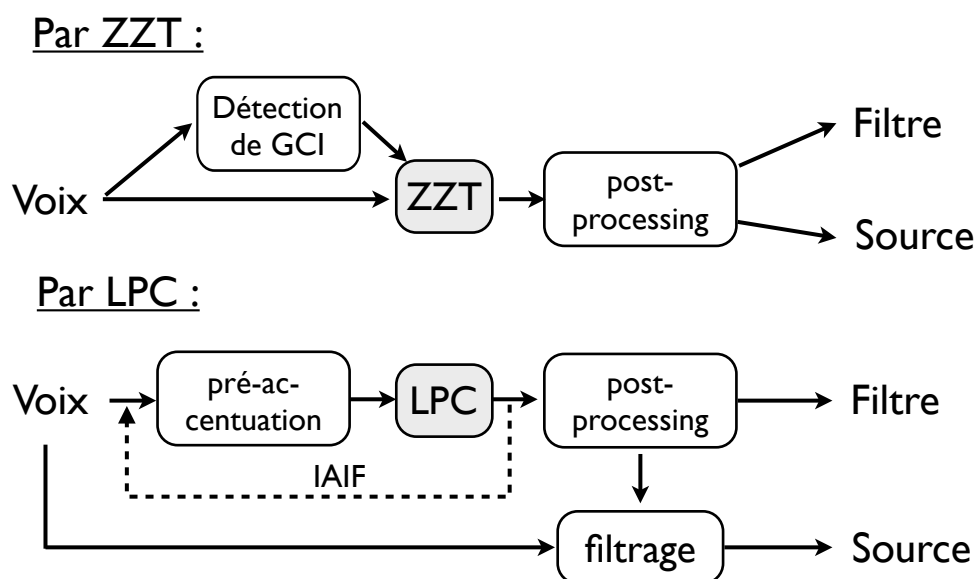 Par ZZT :
Détection
de GCI
Filtre
Voix
ZZT
post-
processing
Source
Par LPC :
Voix
pré-ac-
centuation
LPC
post-
processing
Filtre
IAIF
filtrage
Source